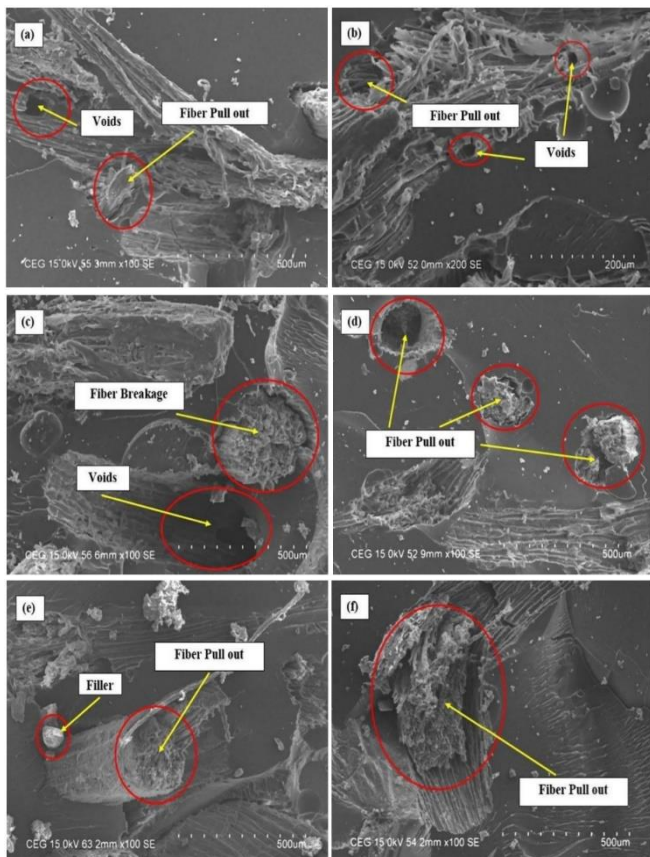 (a)
Fiber Pull out
Voids
CEG 15.0kV 55.3mm x100 SE
500um
(b)
Fiber Pull out
Voids
CEG 15.0kV 52.0mm x200 SE
200um
(c)
Fiber Breakage
Voids
CEG 15.0kV 56.6mm x100 SE
500um
(d)
Fiber Pull out
CEG 15.0kV 52.9mm x100 SE
500um
(e)
Fiber Pull out
Filler
CEG 15.0kV 63.2mm x100 SE
500um
(f)
Fiber Pull out
CEG 15.0kV 54.2mm x100 SE
500um